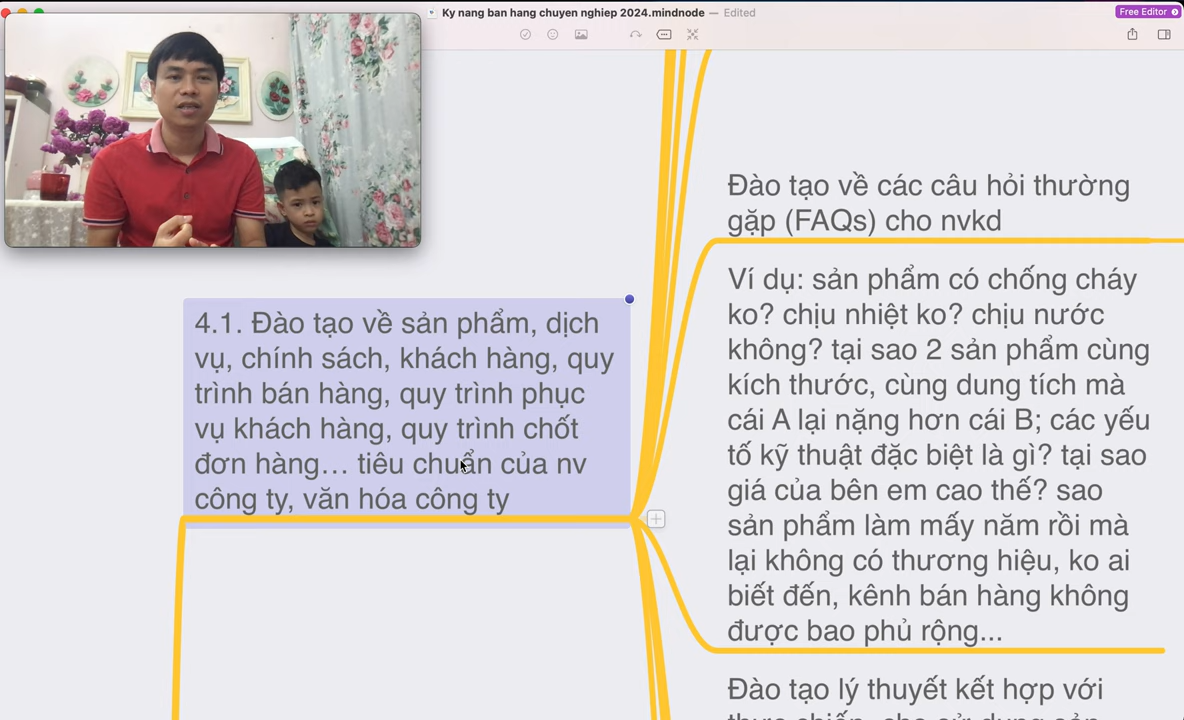 Ky nang ban hang chuyen nghiep 2024.mindnode — Edited
Free Editor
Đào tạo về các câu hỏi thường
gặp (FAQs) cho nvkd
4.1. Đào tạo về sản phẩm, dịch
vụ, chính sách, khách hàng, quy
trình bán hàng, quy trình phục
vụ khách hàng, quy trình chốt
đơn hàng… tiêu chuẩn của nv
công ty, văn hóa công ty
Ví dụ: sản phẩm có chống cháy
ko? chịu nhiệt ko? chịu nước
không? tại sao 2 sản phẩm cùng
kích thước, cùng dung tích mà
cái A lại nặng hơn cái B; các yếu
tố kỹ thuật đặc biệt là gì? tại sao
giá của bên em cao thế? sao
sản phẩm làm mấy năm rồi mà
lại không có thương hiệu, ko ai
biết đến, kênh bán hàng không
được bao phủ rộng...
Đào tạo lý thuyết kết hợp với